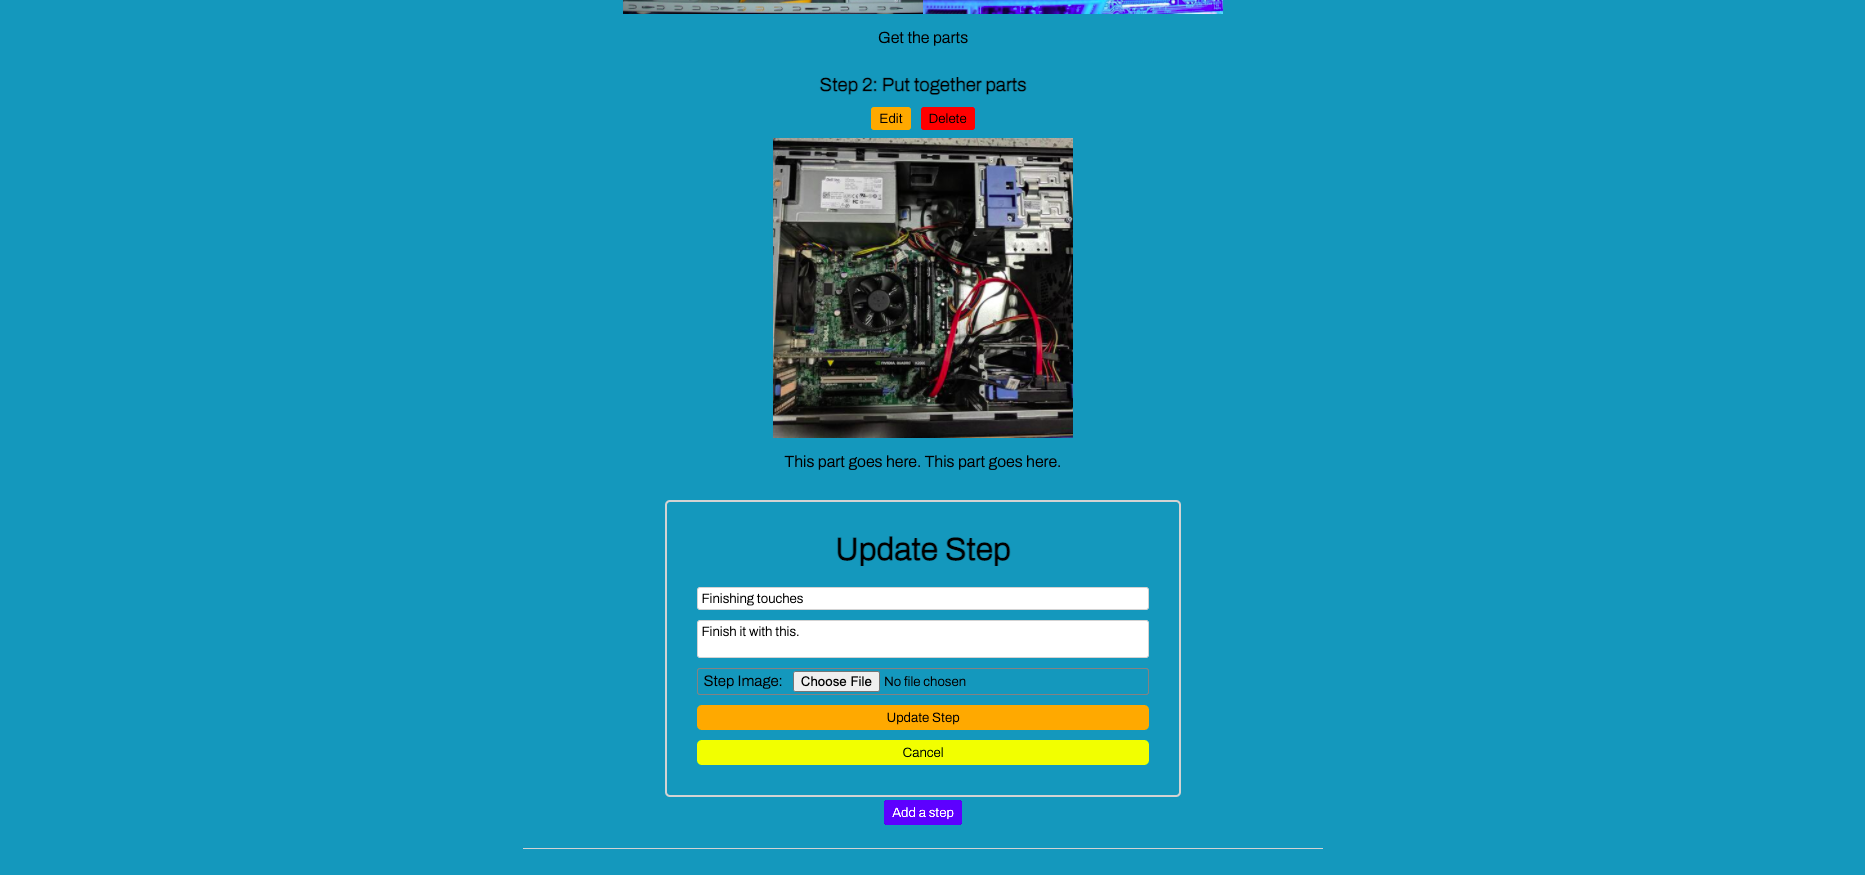 Get the parts
Step 2: Put together parts
Edit Delete
NVIDIA
This part goes here. This part goes here.
Update Step
Finishing touches
Finish it with this.
Step Image: Choose File No file chosen
Update Step
Cancel
Add a step